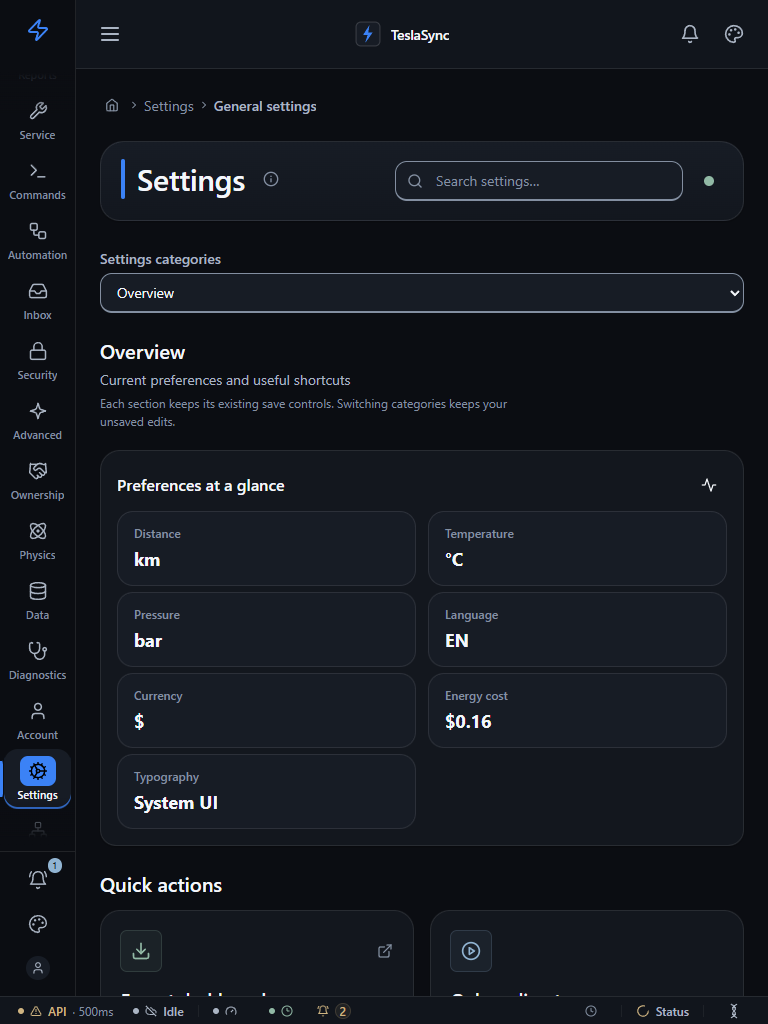 TeslaSync
Service
Commands
Automation
Inbox
Security
Advanced
Ownership
Physics
Data
Diagnostics
Account
Settings
1
Settings
General settings
Settings
Search settings...
Settings categories
Overview
Overview
Current preferences and useful shortcuts
Each section keeps its existing save controls. Switching categories keeps your
unsaved edits.
Preferences at a glance
Distance
km
Temperature
°C
Pressure
bar
Language
EN
Currency
$
Energy cost
$0.16
Typography
System UI
Quick actions
API · 500ms
Idle
2
Status